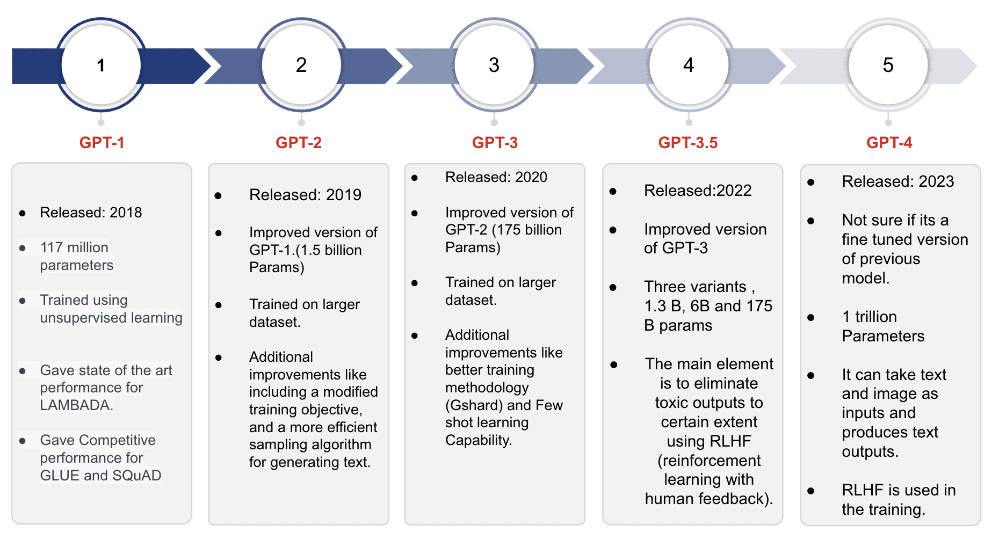 1
2
3
4
5
GPT-1
GPT-2
GPT-3
GPT-3.5
GPT-4
● Released: 2018
● 117 million
parameters
● Trained using
unsupervised learning
● Gave state of the art
performance for
LAMBADA.
● Gave Competitive
performance for
GLUE and SQuAD
● Released: 2019
● Improved version of
GPT-1.(1.5 billion
Params)
● Trained on larger
dataset.
● Additional
improvements like
including a modified
training objective,
and a more efficient
sampling algorithm
for generating text.
● Released: 2020
● Improved version of
GPT-2 (175 billion
Params)
● Trained on larger
dataset.
● Additional
improvements like
better training
methodology
(Gshard) and Few
shot learning
Capability.
● Released:2022
● Improved version
of GPT-3
● Three variants ,
1.3 B, 6B and 175
B params
● The main element
is to eliminate
toxic outputs to
certain extent
using RLHF
(reinforcement
learning with
human feedback).
● Released: 2023
● Not sure if its a
fine tuned version
of previous
model.
● 1 trillion
Parameters
● It can take text
and image as
inputs and
produces text
outputs.
● RLHF is used in
the training.